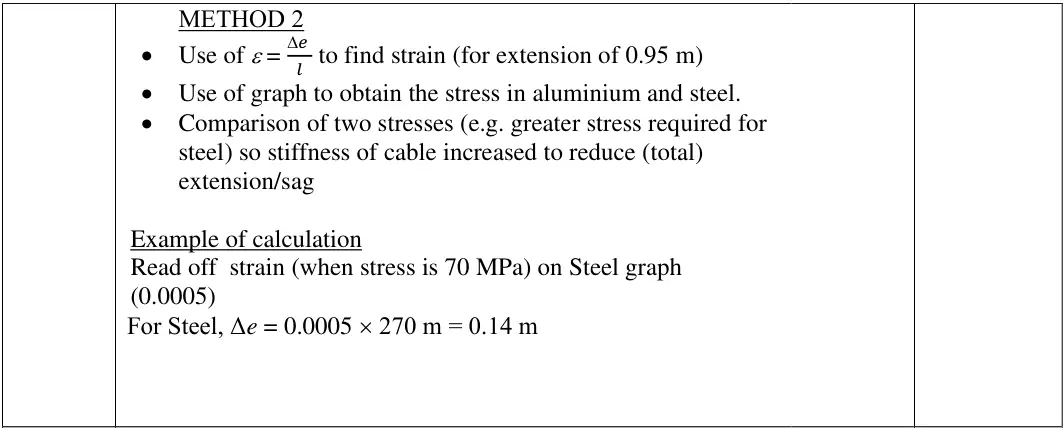 METHOD 2
• Use of ε = Δe/l to find strain (for extension of 0.95 m)
• Use of graph to obtain the stress in aluminium and steel.
• Comparison of two stresses (e.g. greater stress required for
steel) so stiffness of cable increased to reduce (total)
extension/sag
Example of calculation
Read off  strain (when stress is 70 MPa) on Steel graph
(0.0005)
For Steel, Δe = 0.0005 × 270 m = 0.14 m